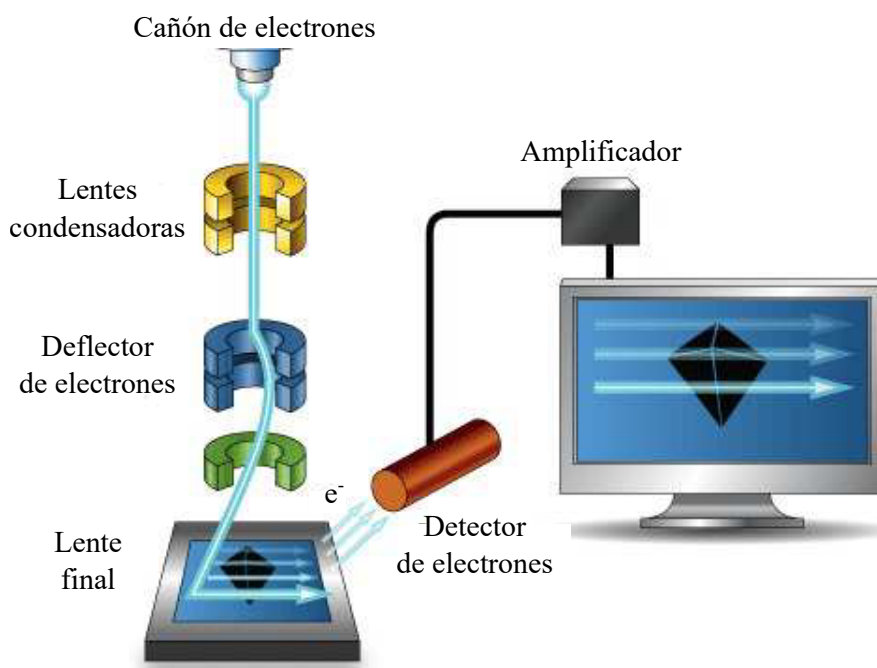 Cañón de electrones
Amplificador
Lentes
condensadoras
Deflector
de electrones
e-
Detector
de electrones
Lente
final